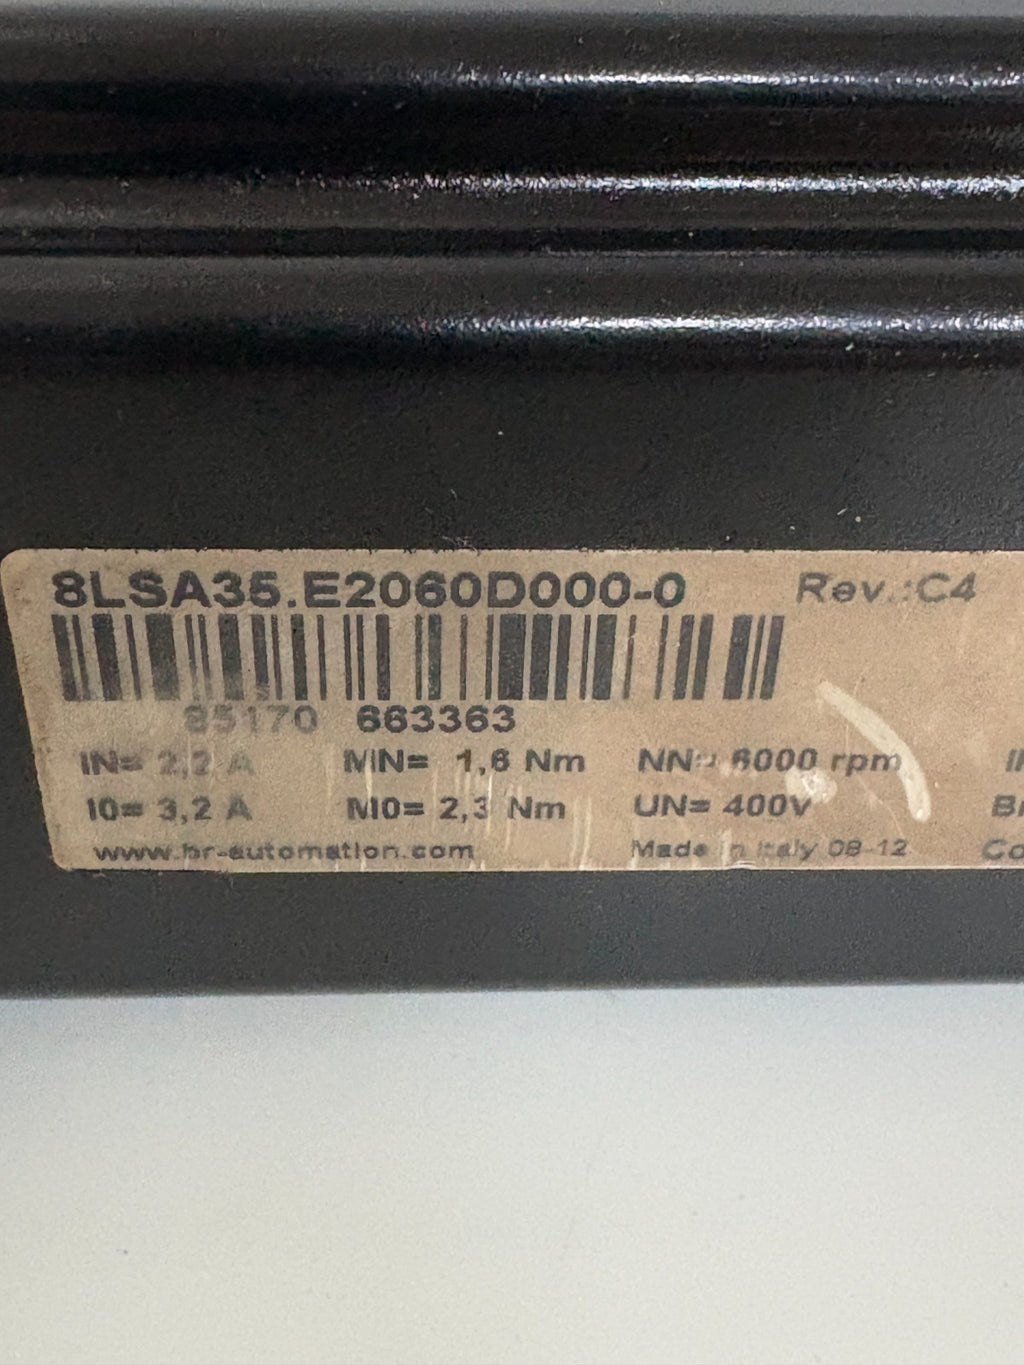 8LSA35.E2060D000-0 Rev.:C4
85170 663363
IN= 2,2 A MN= 1,6 Nm NN= 6000 rpm
I0= 3,2 A M0= 2,3 Nm UN= 400V
www.br-automation.com Made in Italy 08-12